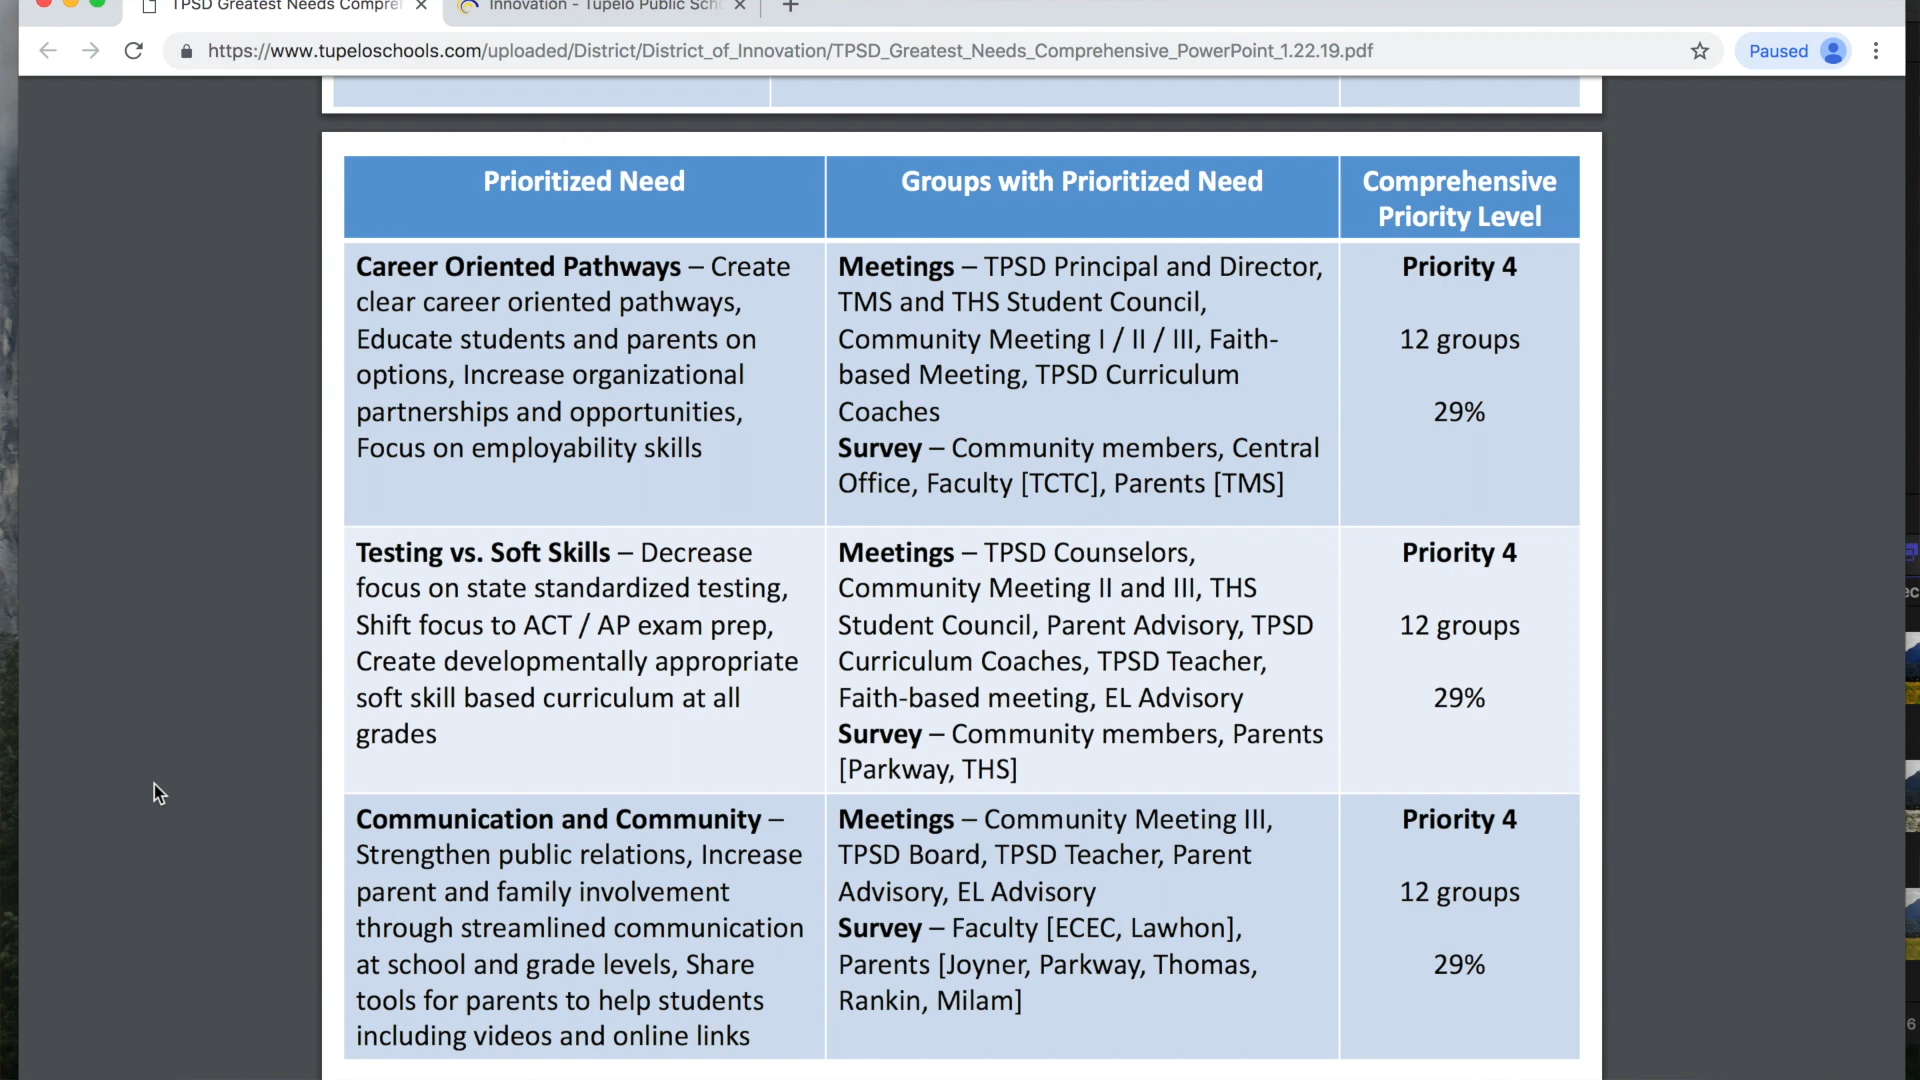 TPSD Greatest Needs Compre
Innovation - Tupelo Public Sch
https://www.tupeloschools.com/uploaded/District/District_of_Innovation/TPSD_Greatest_Needs_Comprehensive_PowerPoint_1.22.19.pdf
Paused
Prioritized Need
Groups with Prioritized Need
Comprehensive
Priority Level
Career Oriented Pathways – Create
clear career oriented pathways,
Educate students and parents on
options, Increase organizational
partnerships and opportunities,
Focus on employability skills
Meetings – TPSD Principal and Director,
TMS and THS Student Council,
Community Meeting I / II / III, Faith-
based Meeting, TPSD Curriculum
Coaches
Survey – Community members, Central
Office, Faculty [TCTC], Parents [TMS]
Priority 4
12 groups
29%
Testing vs. Soft Skills – Decrease
focus on state standardized testing,
Shift focus to ACT / AP exam prep,
Create developmentally appropriate
soft skill based curriculum at all
grades
Meetings – TPSD Counselors,
Community Meeting II and III, THS
Student Council, Parent Advisory, TPSD
Curriculum Coaches, TPSD Teacher,
Faith-based meeting, EL Advisory
Survey – Community members, Parents
[Parkway, THS]
Priority 4
12 groups
29%
Communication and Community –
Strengthen public relations, Increase
parent and family involvement
through streamlined communication
at school and grade levels, Share
tools for parents to help students
including videos and online links
Meetings – Community Meeting III,
TPSD Board, TPSD Teacher, Parent
Advisory, EL Advisory
Survey – Faculty [ECEC, Lawhon],
Parents [Joyner, Parkway, Thomas,
Rankin, Milam]
Priority 4
12 groups
29%